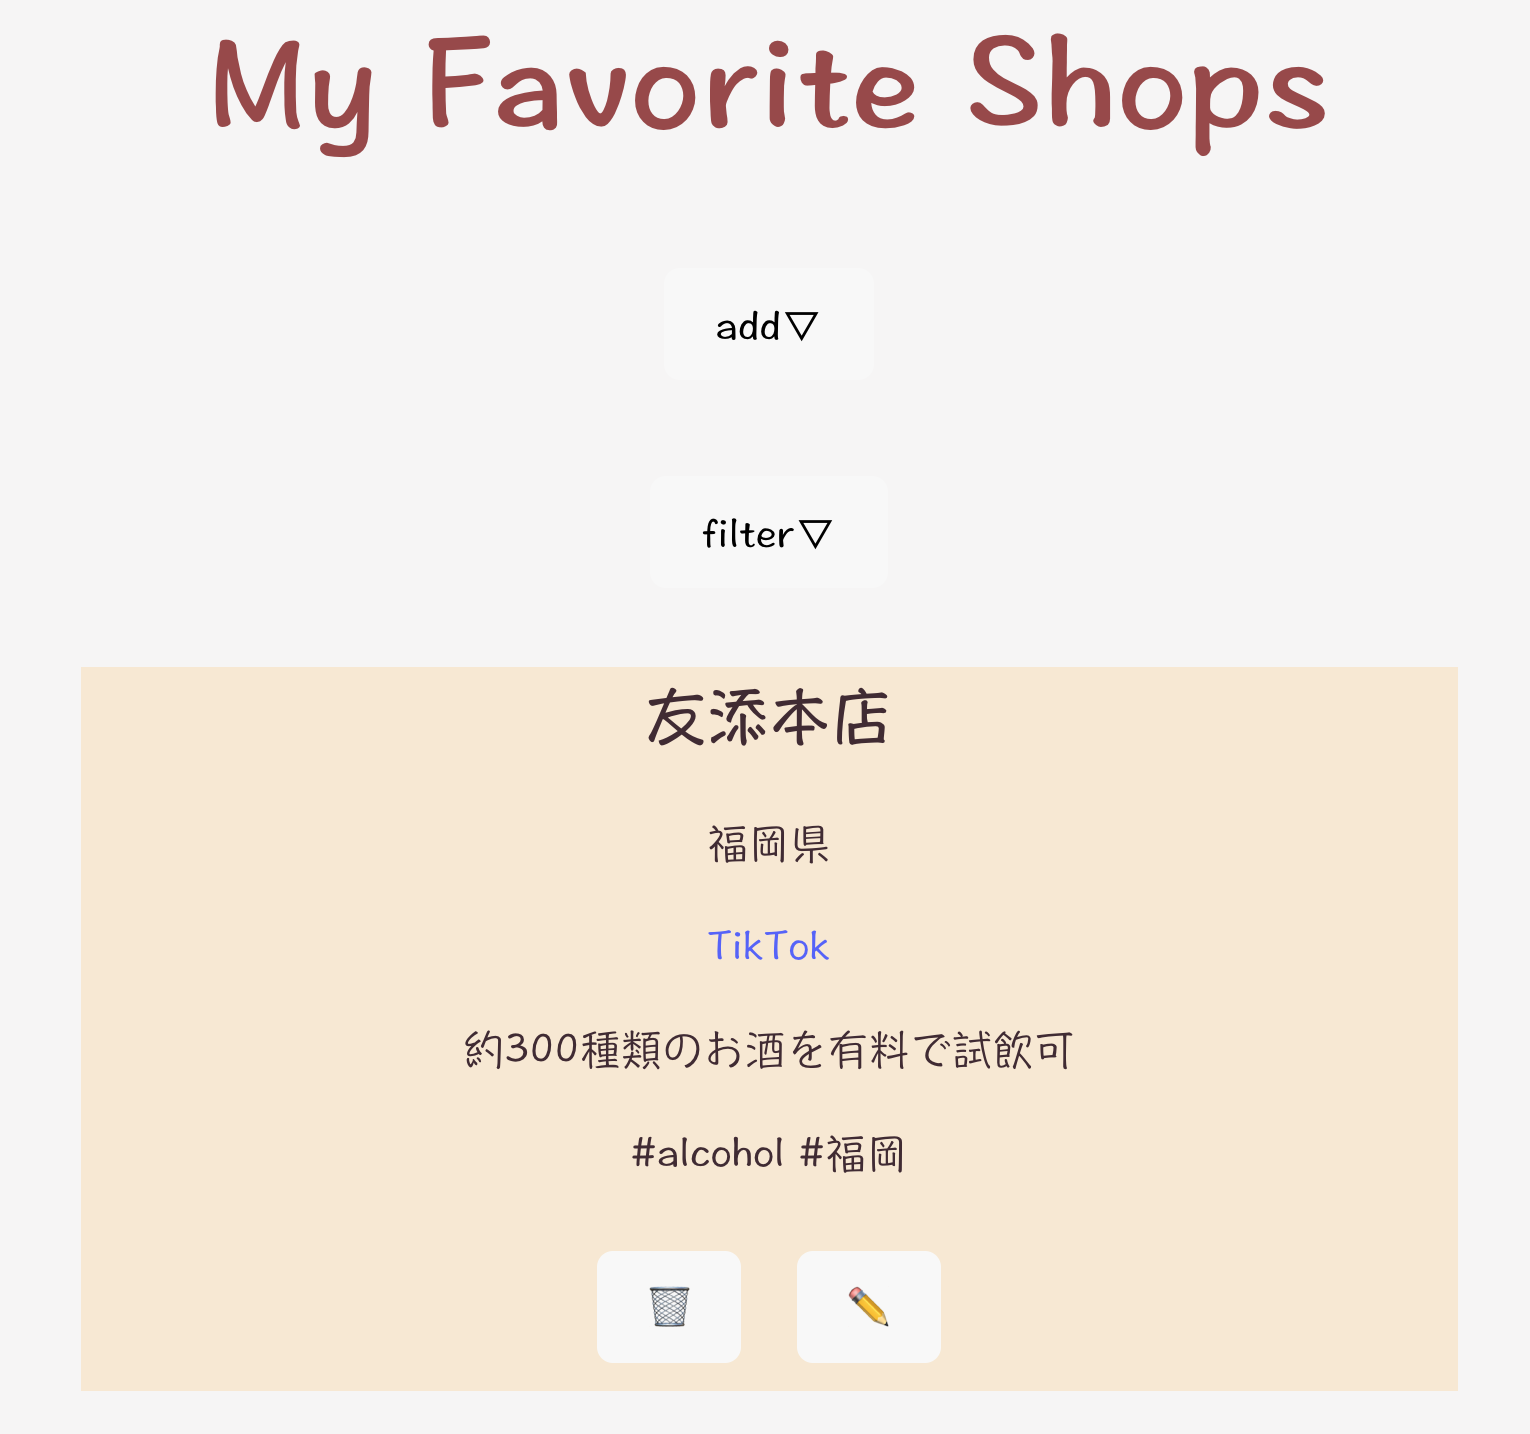 My Favorite Shops
add▽
filter▽
友添本店
福岡県
TikTok
約300種類のお酒を有料で試飲可
#alcohol #福岡